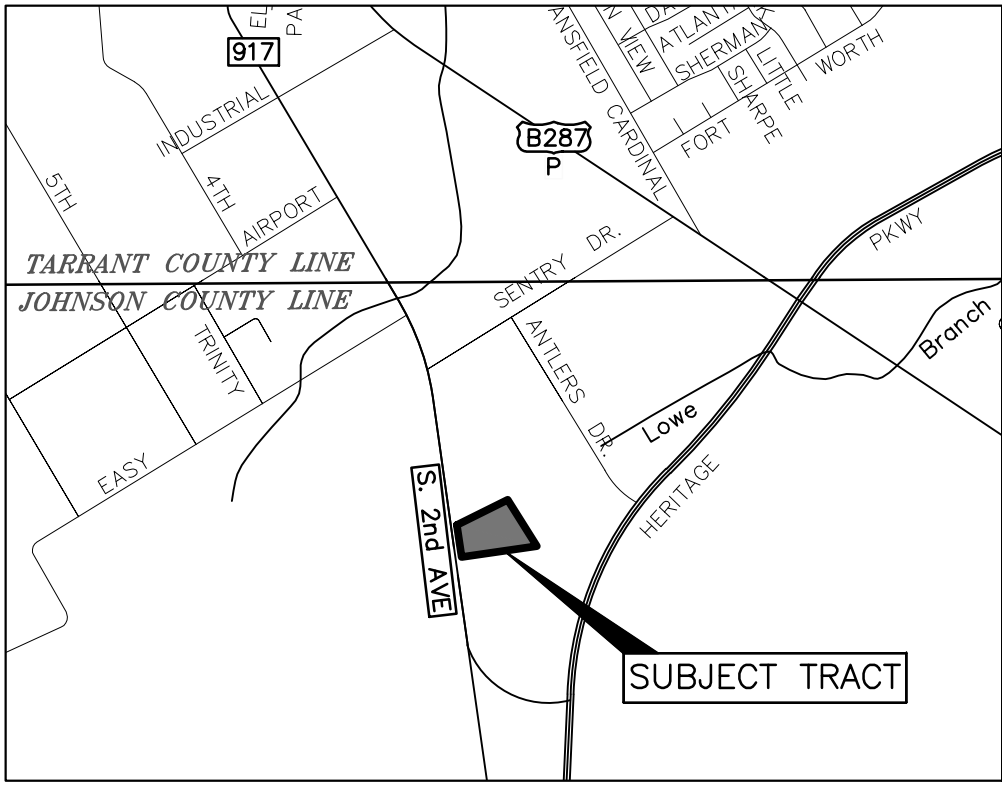 917
INDUSTRIAL
5TH
4TH
AIRPORT
TARRANT COUNTY LINE
JOHNSON COUNTY LINE
TRINITY
EASY
B287
P
ANSFIELD CARDINAL
N VIEW
ATLANTI
SHERMAN
LITTLE
SHARPE
FORT WORTH
PKWY
SENTRY DR.
ANTLERS DR.
Lowe
Branch
HERITAGE
S. 2nd AVE
SUBJECT TRACT